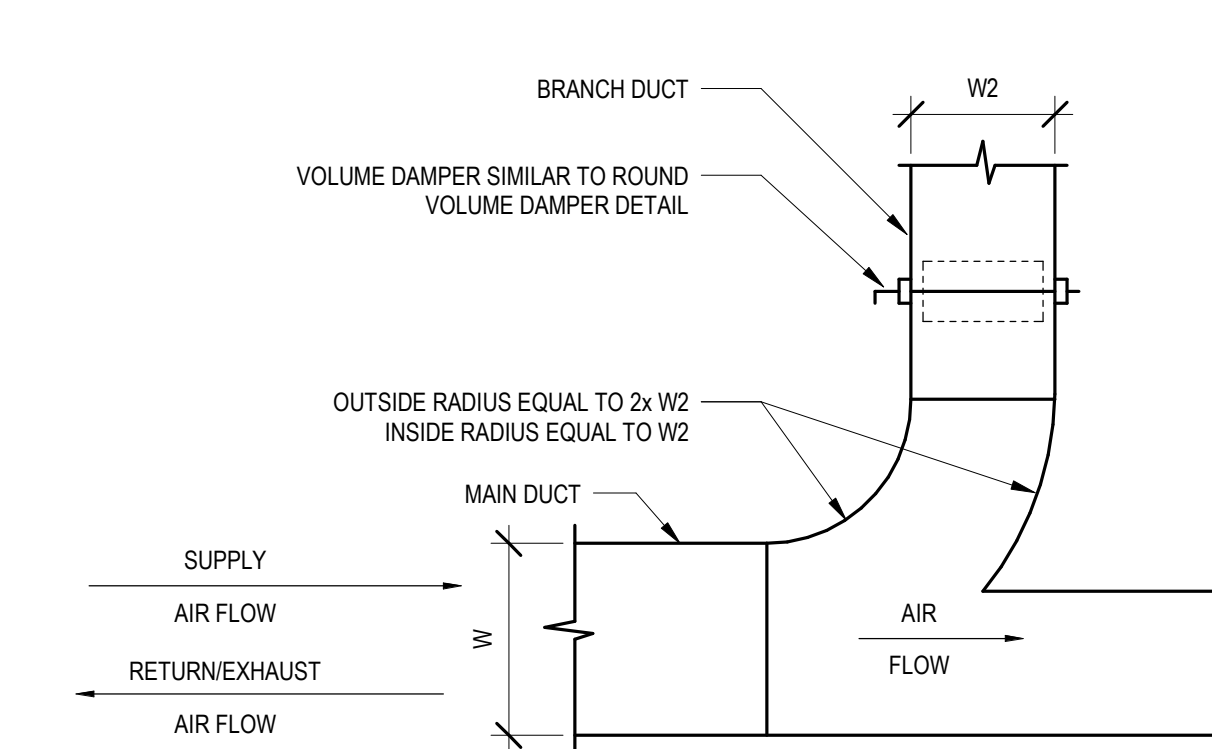 BRANCH DUCT
W2
VOLUME DAMPER SIMILAR TO ROUND
VOLUME DAMPER DETAIL
OUTSIDE RADIUS EQUAL TO 2x W2
INSIDE RADIUS EQUAL TO W2
MAIN DUCT
SUPPLY
AIR FLOW
W
AIR
FLOW
RETURN/EXHAUST
AIR FLOW